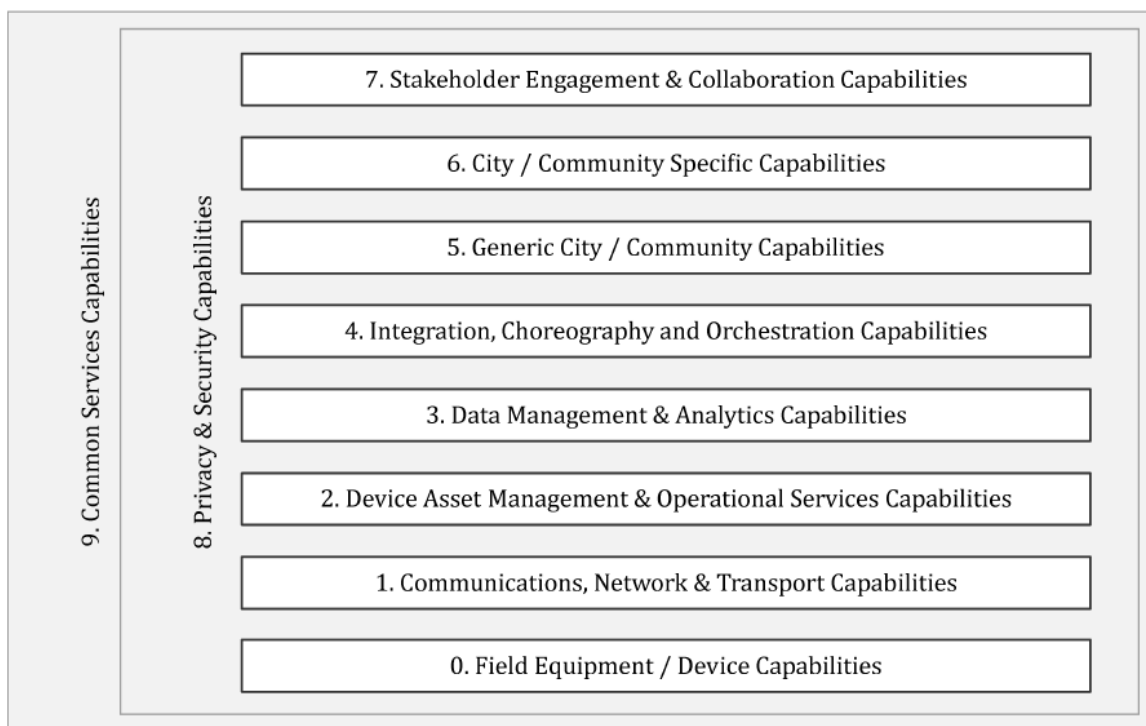 7. Stakeholder Engagement & Collaboration Capabilities
6. City / Community Specific Capabilities
5. Generic City / Community Capabilities
4. Integration, Choreography and Orchestration Capabilities
3. Data Management & Analytics Capabilities
2. Device Asset Management & Operational Services Capabilities
1. Communications, Network & Transport Capabilities
0. Field Equipment / Device Capabilities
8. Privacy & Security Capabilities
9. Common Services Capabilities